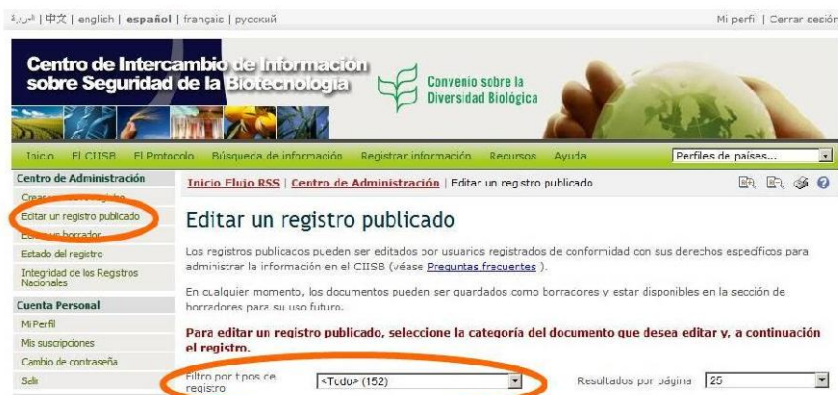 العربية | 中文 | english | español | français | русский
Mi perfil | Cerrar sesión
Centro de Intercambio de Información
sobre Seguridad de la Biotecnología
Convenio sobre la
Diversidad Biológica
Inicio El CIISB El Protocolo Búsqueda de información Registrar información Recursos Ayuda Perfiles de países...
Centro de Administración
Editar un registro publicado
Editar un borrador
Estado del registro
Integridad de los Registros
Nacionales
Cuenta Personal
Mi Perfil
Mis suscripciones
Cambio de contraseña
Salir
Inicio Flujo RSS | Centro de Administración | Editar un registro publicado
Editar un registro publicado
Los registros publicados pueden ser editados por usuarios registrados de conformidad con sus derechos específicos para
administrar la información en el CIISB (véase Preguntas frecuentes ).
En cualquier momento, los documentos pueden ser guardados como borradores y estar disponibles en la sección de
borradores para su uso futuro.
Para editar un registro publicado, seleccione la categoría del documento que desea editar y, a continuación
el registro.
Filtro por tipos de
registro
<Todo> (152)
Resultados por página 25